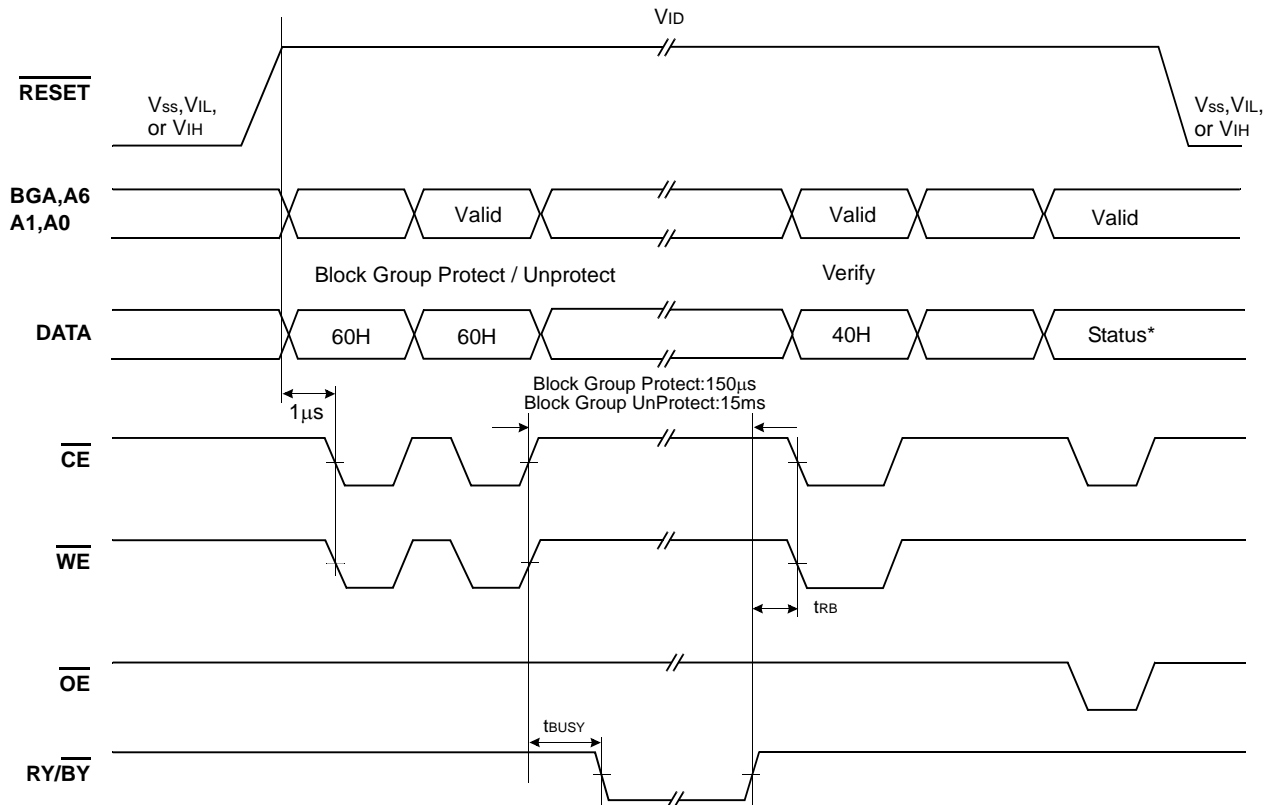 VID
RESET
Vss,VIL,
or VIH
Vss,VIL,
or VIH
BGA,A6
A1,A0
Valid
Valid
Valid
Block Group Protect / Unprotect
Verify
DATA
60H
60H
40H
Status*
1μs
Block Group Protect:150μs
Block Group UnProtect:15ms
CE
WE
tRB
OE
tBUSY
RY/BY